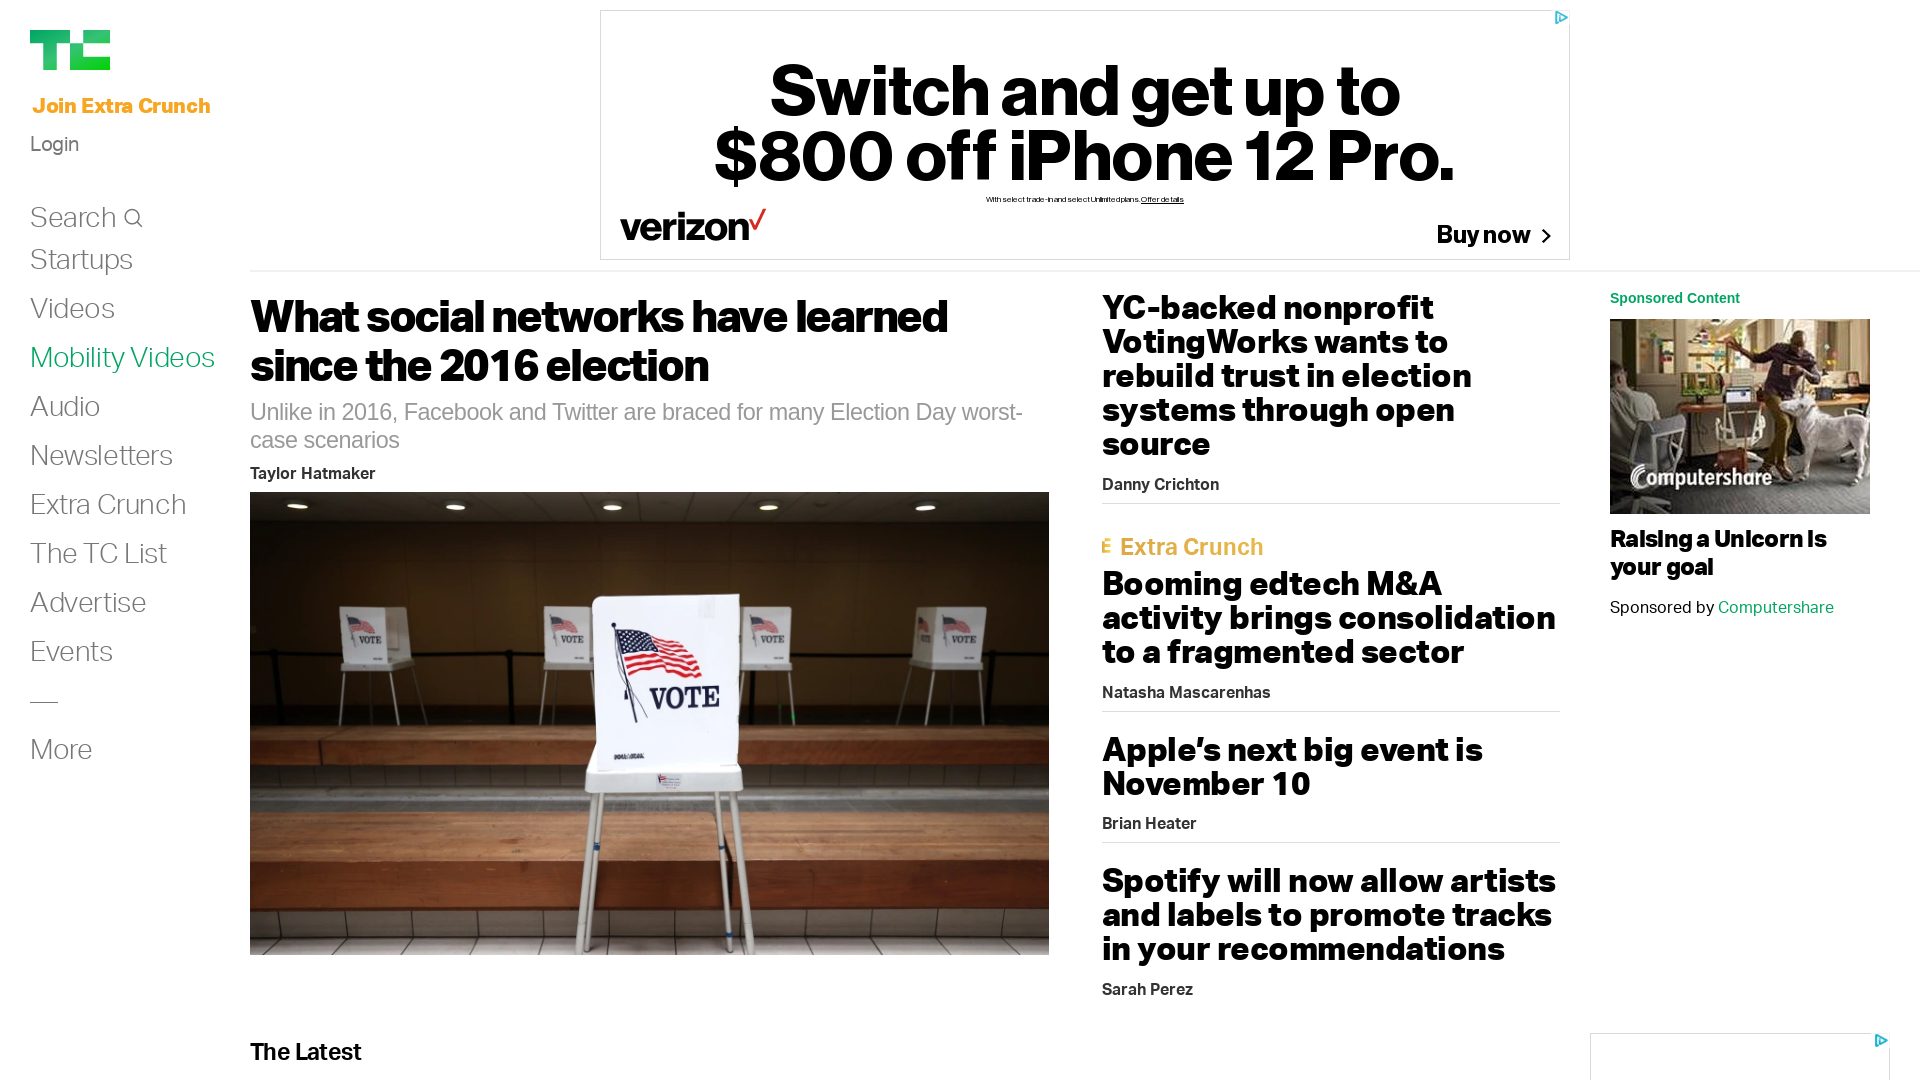 TC
Join Extra Crunch
Login
Search
Startups
Videos
Mobility Videos
Audio
Newsletters
Extra Crunch
The TC List
Advertise
Events
More
Switch and get up to
$800 off iPhone 12 Pro.
With select trade-in and select Unlimited plans. Offer details
verizon✓
Buy now
What social networks have learned
since the 2016 election
Unlike in 2016, Facebook and Twitter are braced for many Election Day worst-
case scenarios
Taylor Hatmaker
VOTE
VOTE
VOTE
VOTE
VOTE
YC-backed nonprofit
VotingWorks wants to
rebuild trust in election
systems through open
source
Danny Crichton
Extra Crunch
Booming edtech M&A
activity brings consolidation
to a fragmented sector
Natasha Mascarenhas
Apple’s next big event is
November 10
Brian Heater
Spotify will now allow artists
and labels to promote tracks
in your recommendations
Sarah Perez
Sponsored Content
Computershare
Raising a Unicorn is
your goal
Sponsored by Computershare
The Latest